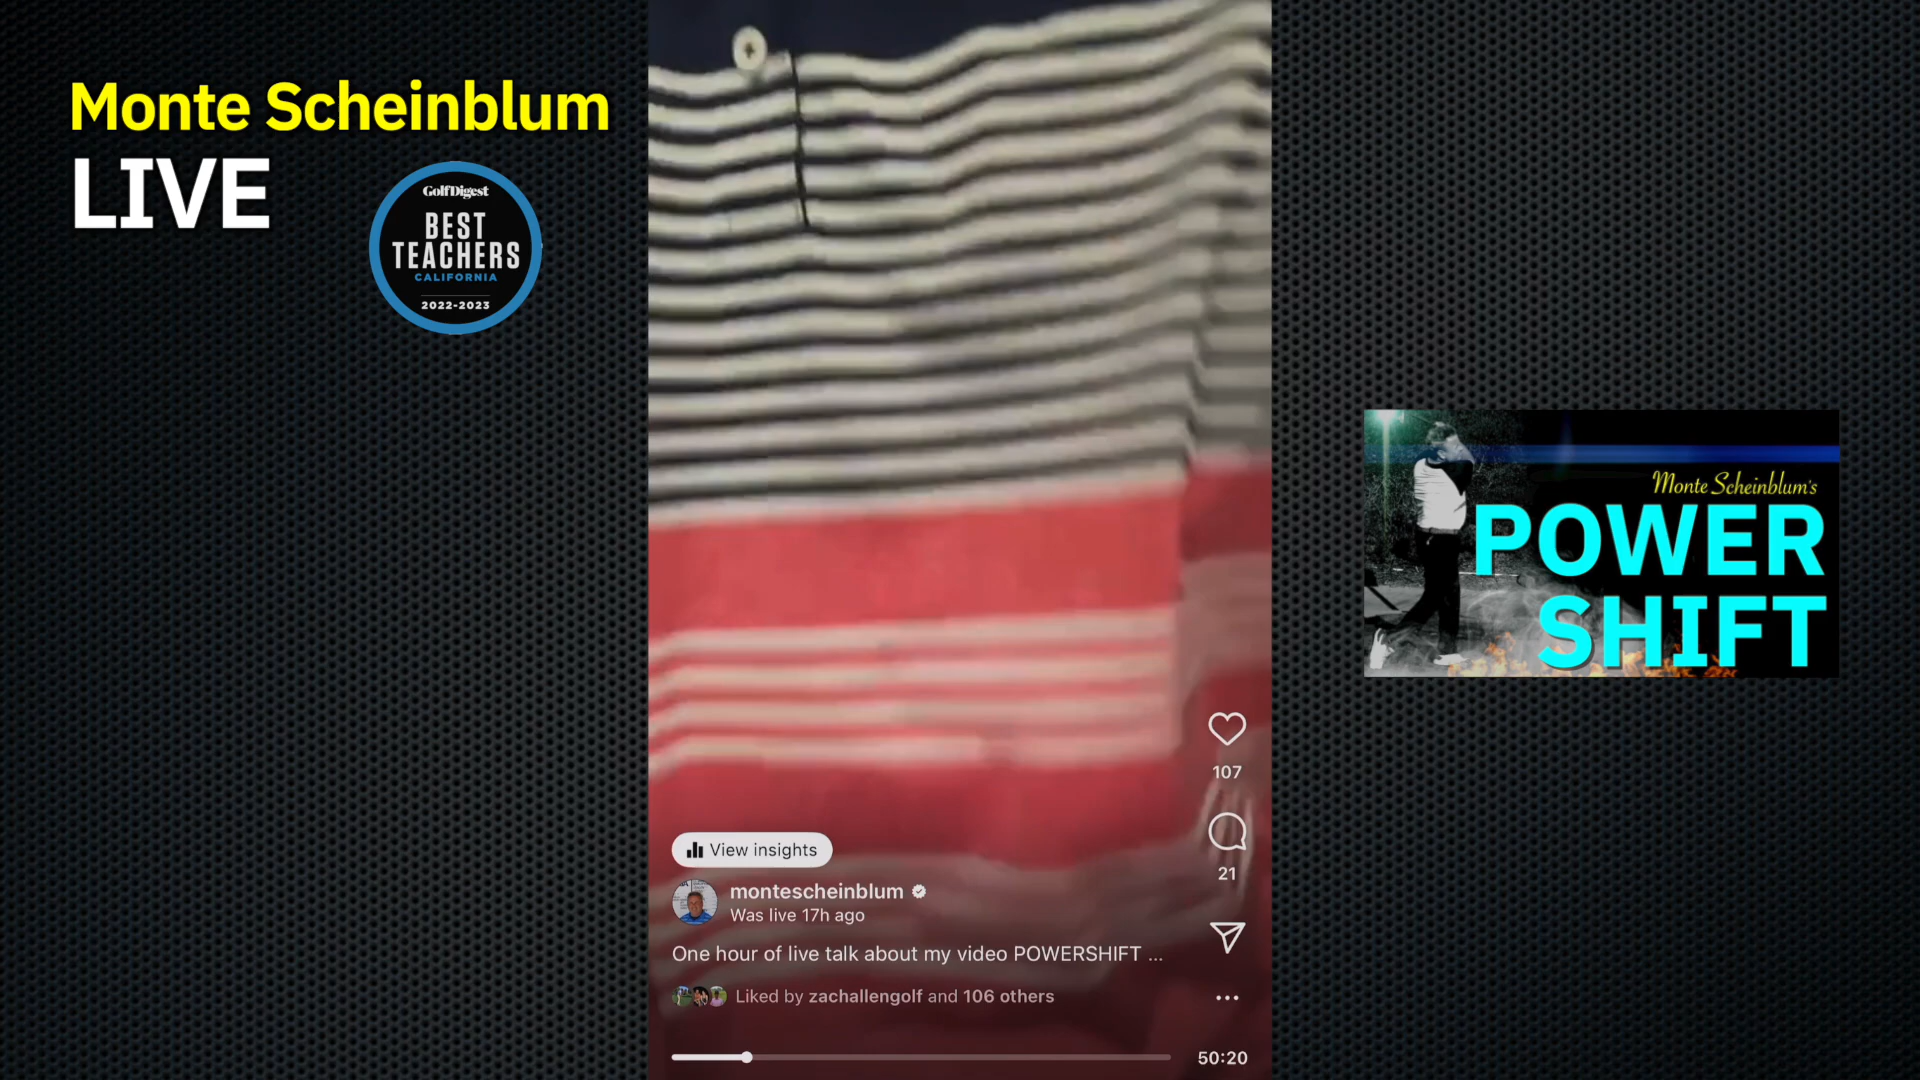 Monte Scheinblum
LIVE
GolfDigest
BEST
TEACHERS
CALIFORNIA
2022-2023
Monte Scheinblum's
POWER
SHIFT
107
21
View insights
montescheinblum
Was live 17h ago
One hour of live talk about my video POWERSHIFT ...
Liked by zachallengolf and 106 others
50:20